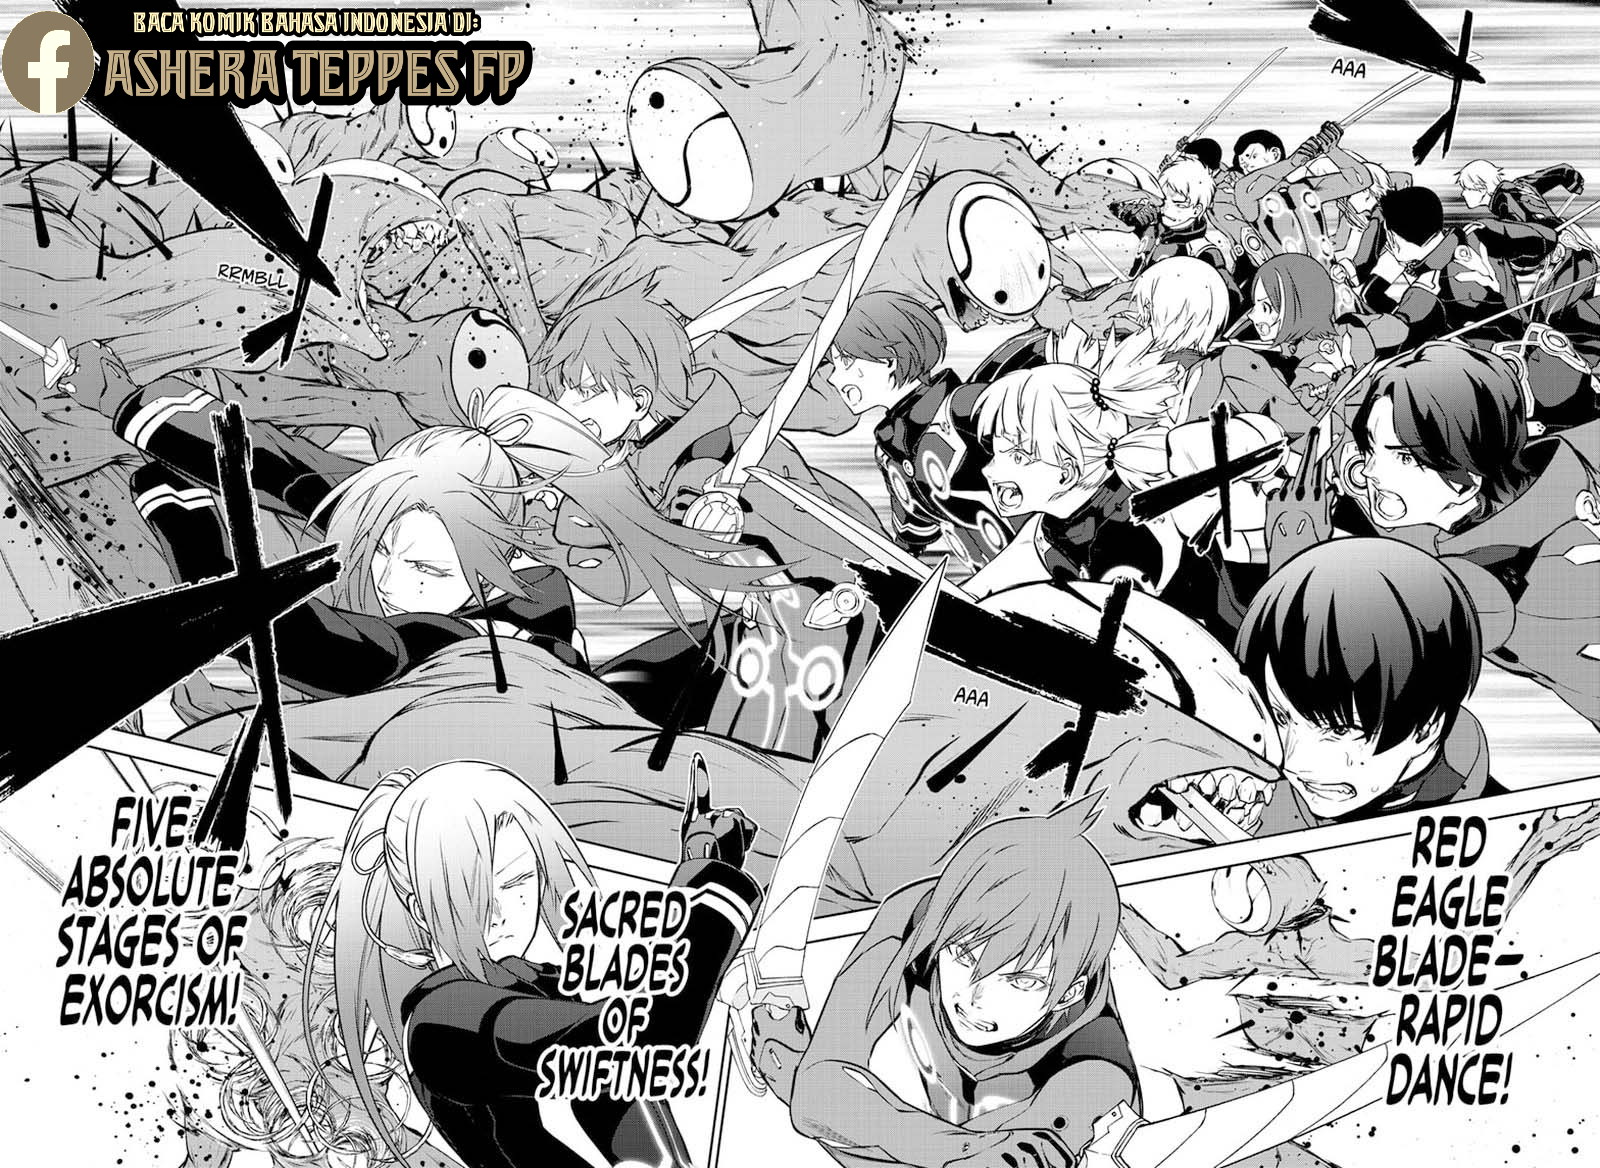 BACA KOMIK BAHASA INDONESIA DI:
f ASHERA TEPPES FP
AAA
RRMBLL
AAA
RED
EAGLE
BLADE—
RAPID
DANCE!
SACRED
BLADES
OF
SWIFTNESS!
FIVE
ABSOLUTE
STAGES OF
EXORCISM!